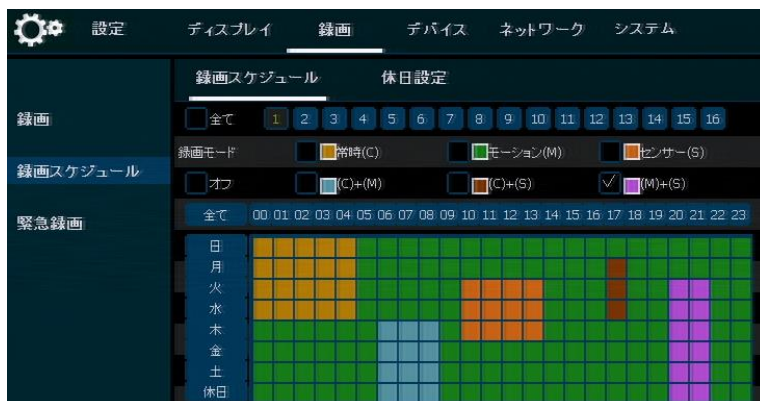 設定 ディスプレイ 録画 デバイス ネットワーク システム
録画スケジュール 休日設定
録画
録画スケジュール
緊急録画
全て 1 2 3 4 5 6 7 8 9 10 11 12 13 14 15 16
録画モード 常時(C) モーション(M) センサー(S)
オフ (C)+(M) (C)+(S) (M)+(S)
全て 00 01 02 03 04 05 06 07 08 09 10 11 12 13 14 15 16 17 18 19 20 21 22 23
日
月
火
水
木
金
土
休日